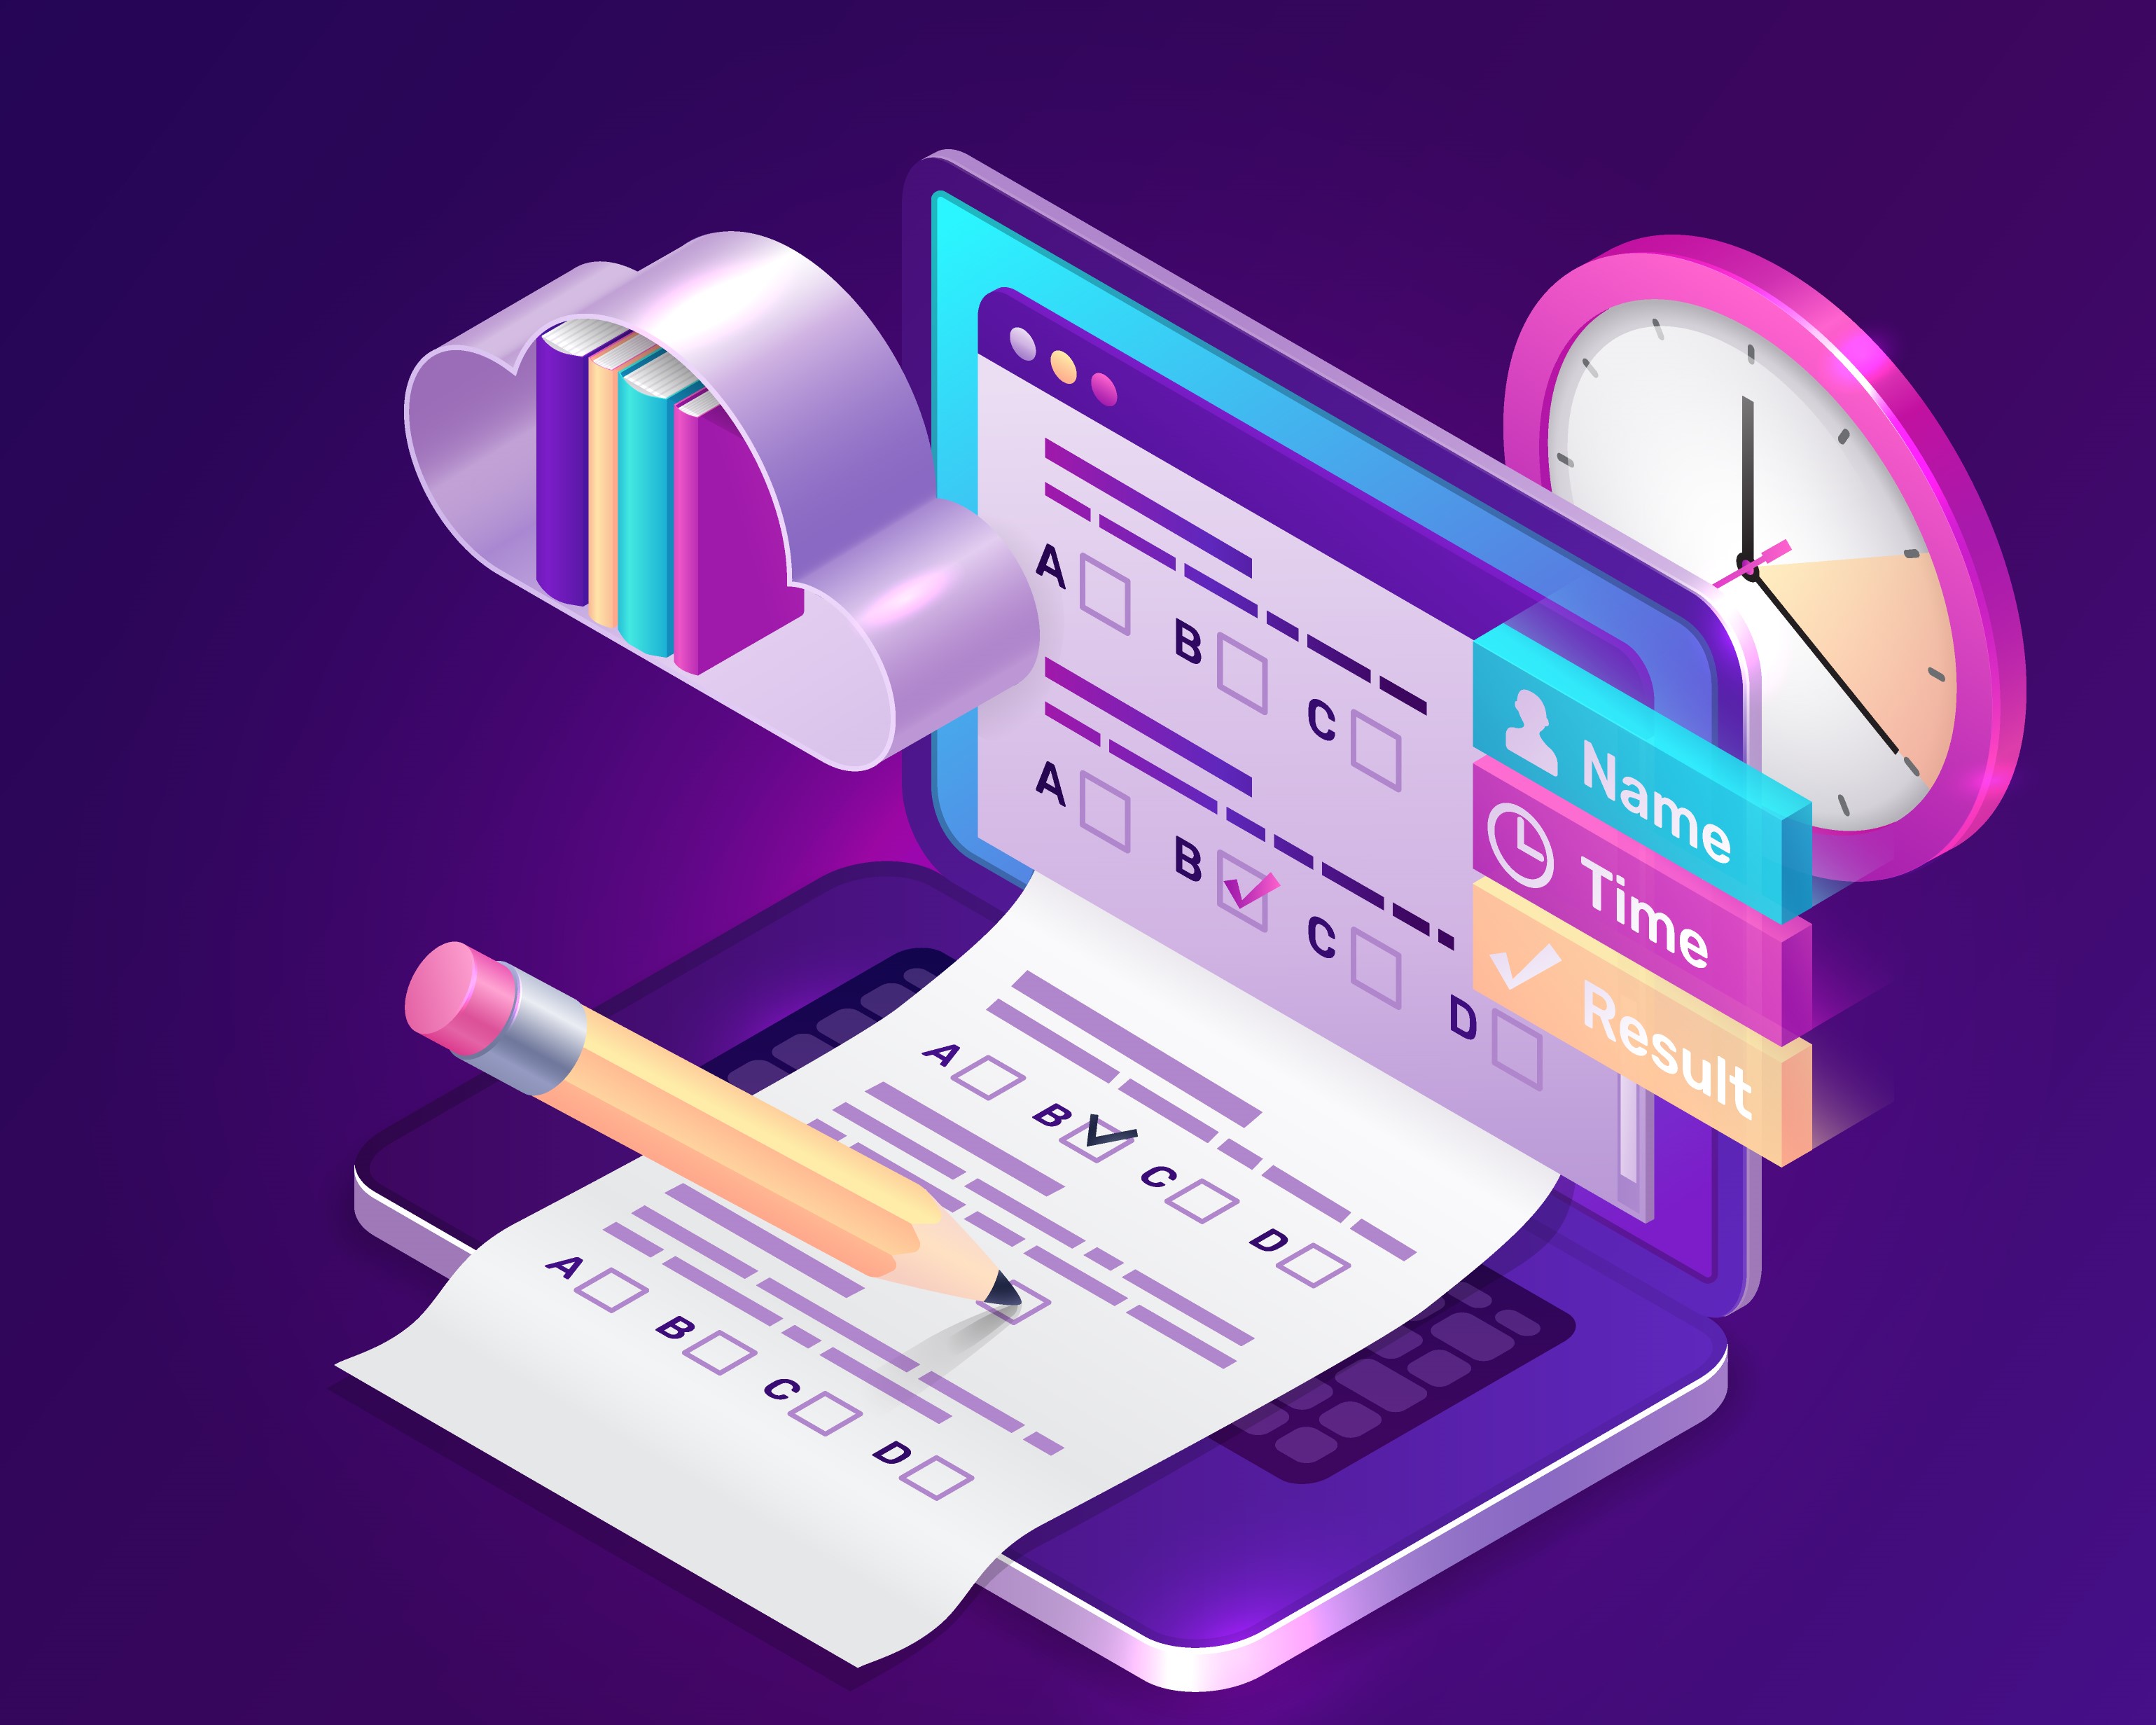 A B C
A B C D
Name
Time
Result
A B C D
A B C D